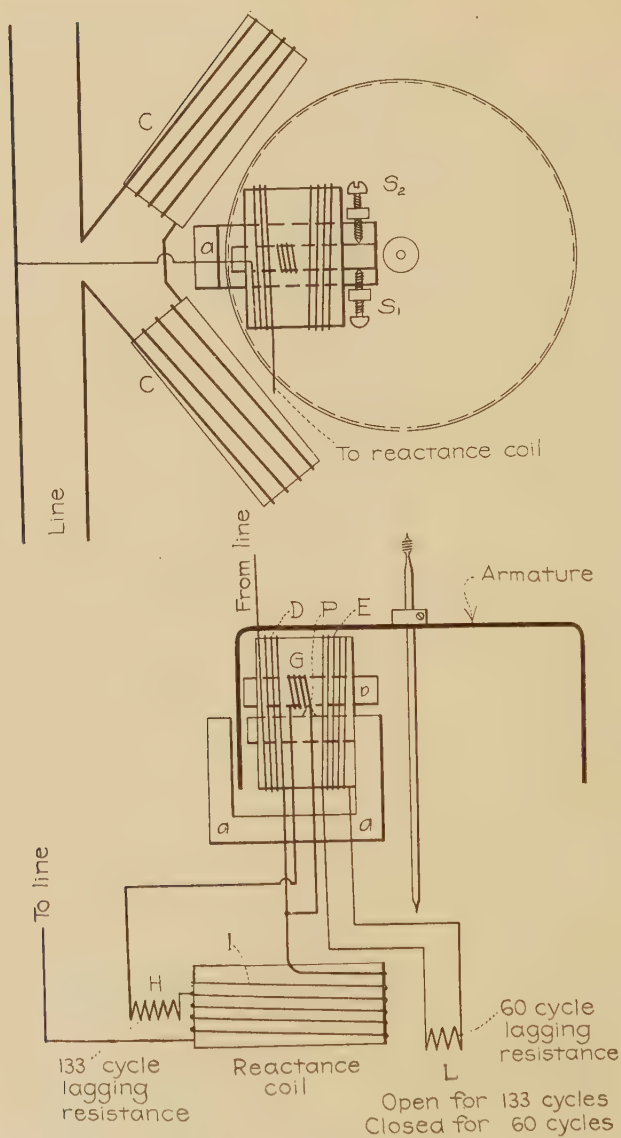 C
a
S2
S1
C
To reactance coil
Line
From line
D P E
Armature
G
p
a a
To line
I
H
60 cycle
lagging
resistance
133 cycle
lagging
resistance
Reactance
coil
L
Open for 133 cycles
Closed for 60 cycles